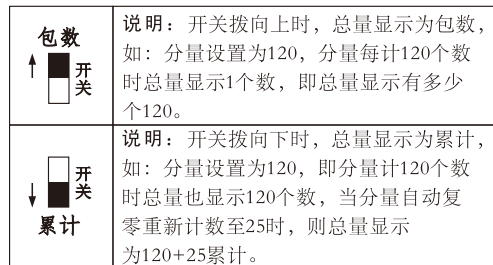 包数
开关
说明：开关拨向上时，总量显示为包数，
如：分量设置为120，分量每计120个数
时总量显示1个数，即总量显示有多少
个120。
开关
累计
说明：开关拨向下时，总量显示为累计，
如：分量设置为120，即分量计120个数
时总量也显示120个数，当分量自动复
零重新计数至25时，则总量显示
为120+25累计。